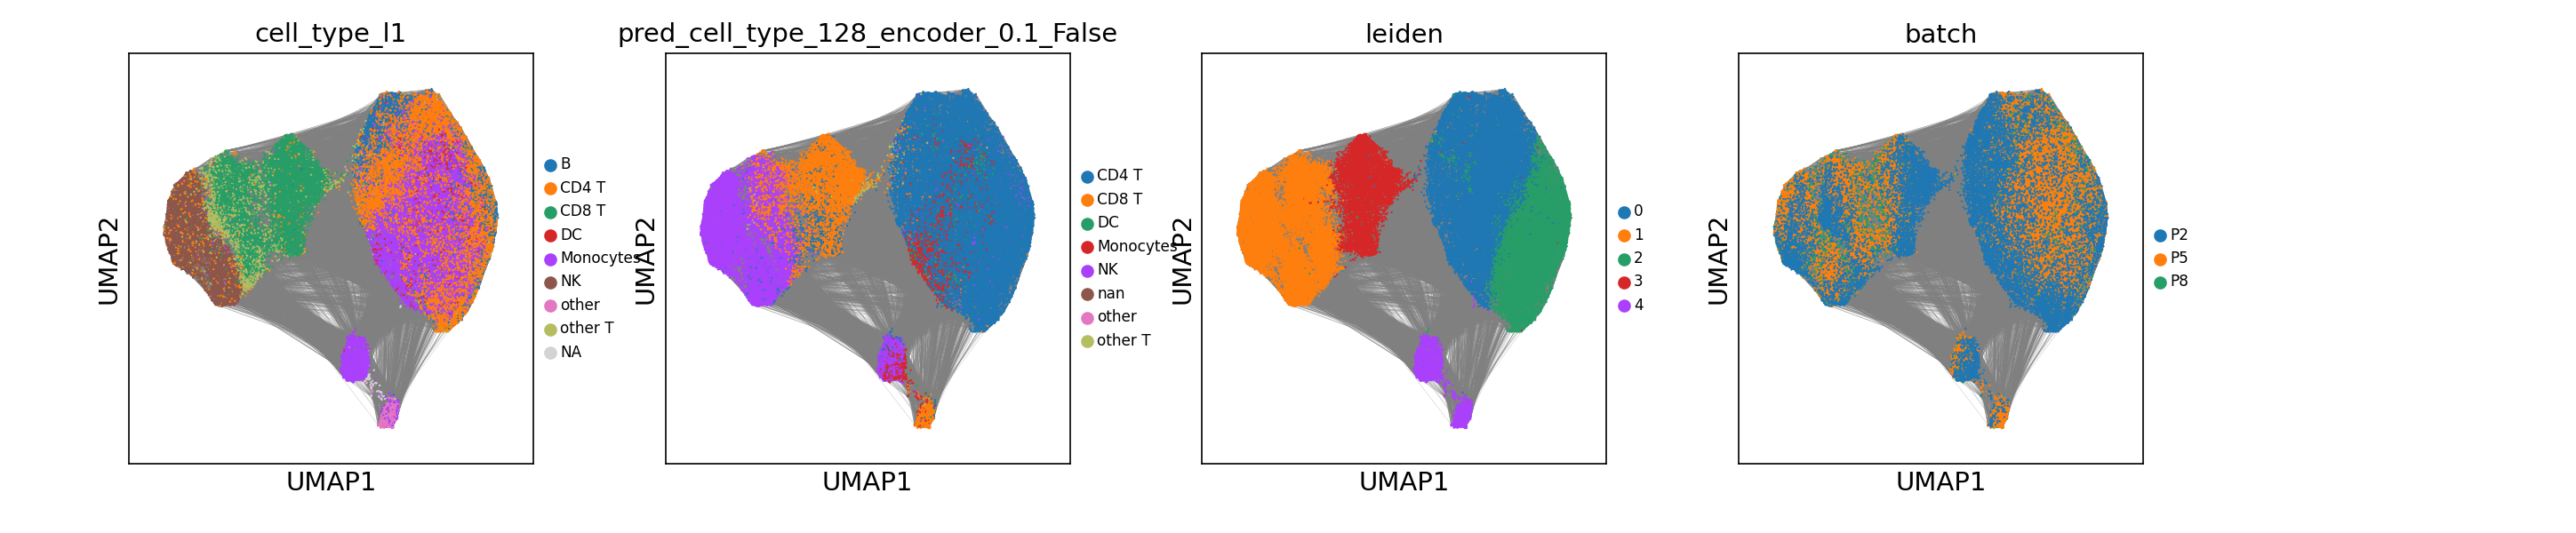 cell_type_l1
UMAP2
UMAP1
B
CD4 T
CD8 T
DC
Monocytes
NK
other
other T
NA
pred_cell_type_128_encoder_0.1_False
UMAP2
UMAP1
CD4 T
CD8 T
DC
Monocytes
NK
nan
other
other T
leiden
UMAP2
UMAP1
0
1
2
3
4
batch
UMAP2
UMAP1
P2
P5
P8